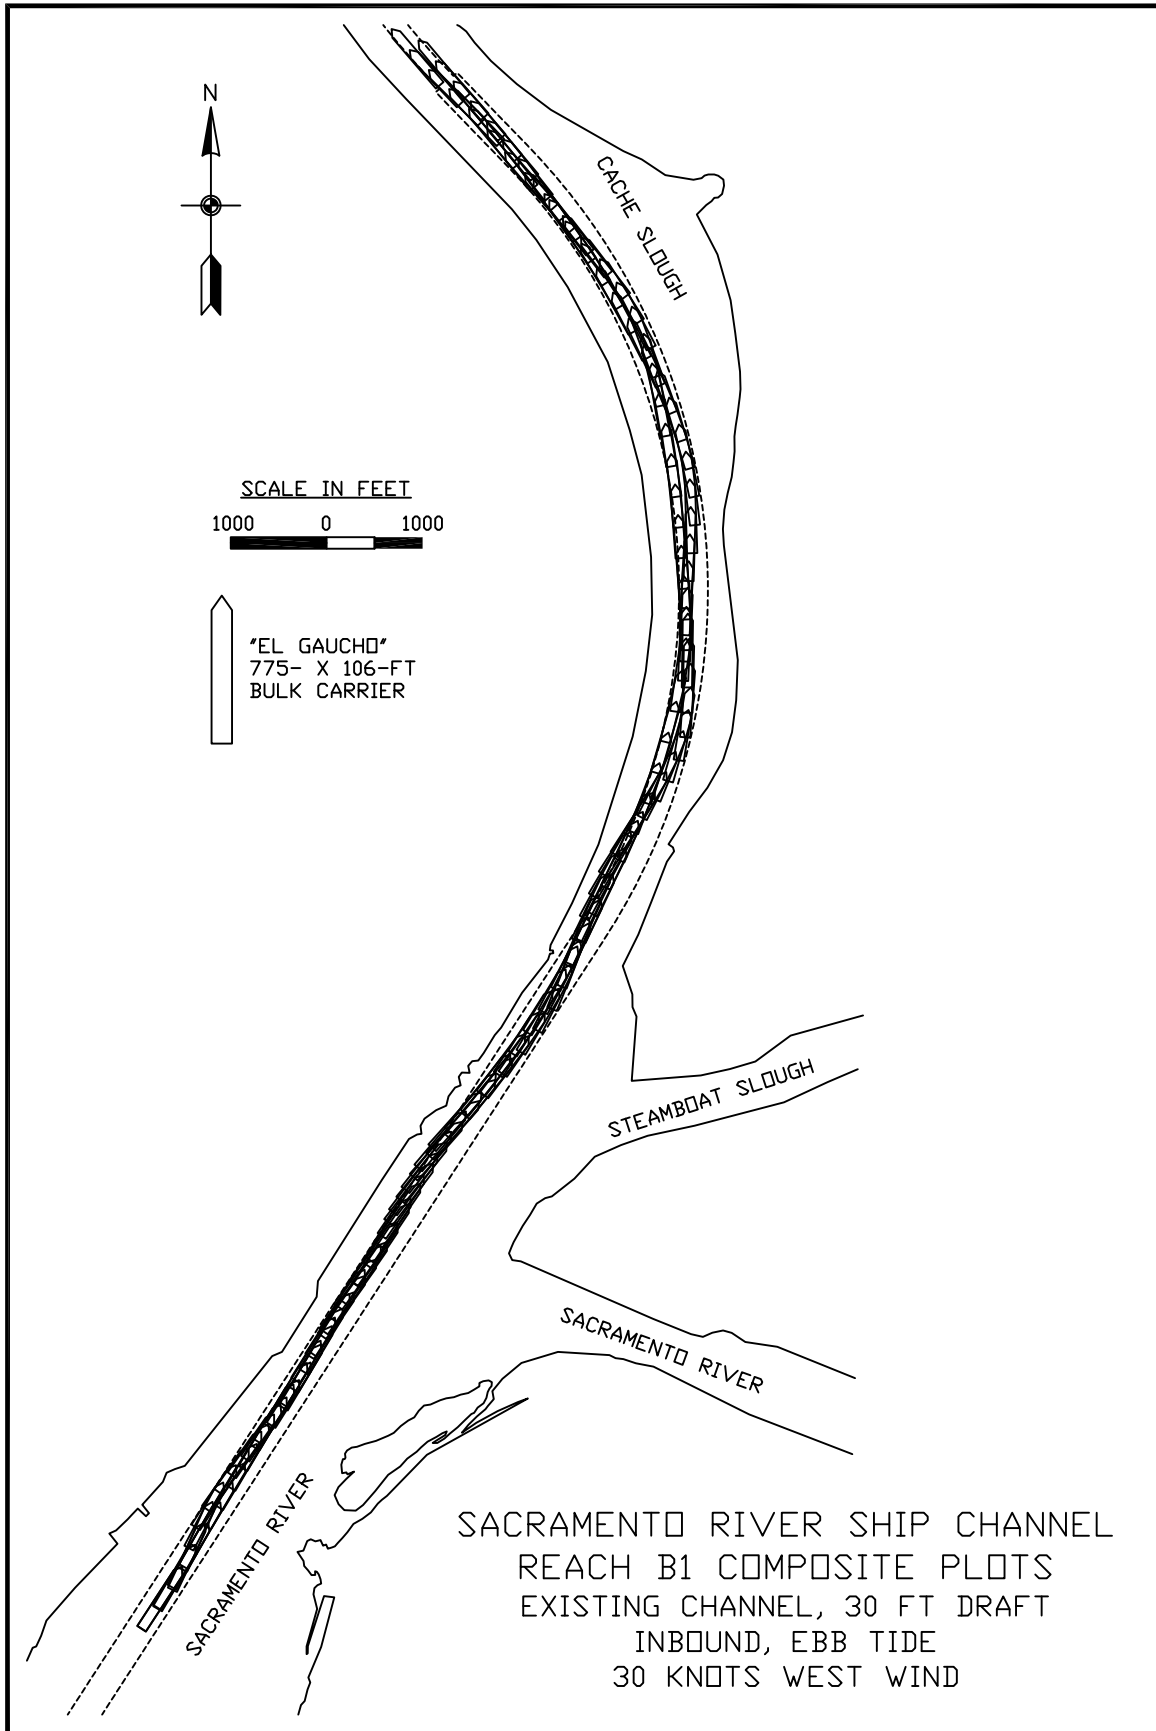 N
CACHE SLOUGH
SCALE IN FEET
1000 0 1000
"EL GAUCHO"
775- X 106-FT
BULK CARRIER
STEAMBOAT SLOUGH
SACRAMENTO RIVER
SACRAMENTO RIVER
SACRAMENTO RIVER SHIP CHANNEL
REACH B1 COMPOSITE PLOTS
EXISTING CHANNEL, 30 FT DRAFT
INBOUND, EBB TIDE
30 KNOTS WEST WIND